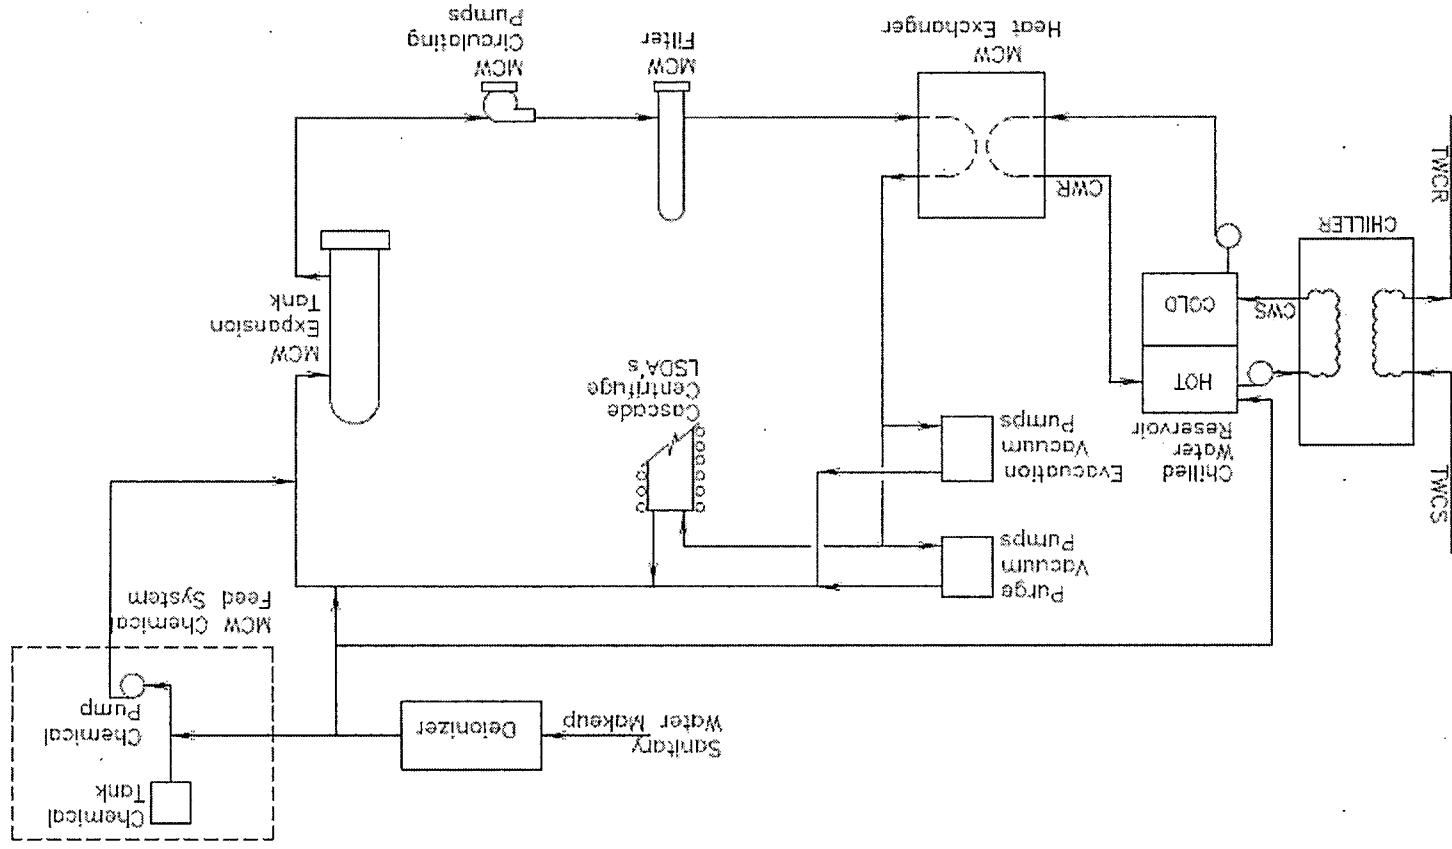 Chemical
Tank
Sanitary
Water Makeup
Deionizer
Chemical
Pump
MCW Chemical
Feed System
Purge
Vacuum
Pumps
TWCS
Chilled
Water
Reservoir
Evacuation
Vacuum
Pumps
Cascade
Centrifuge
LSDA's
HOT
MCW
Expansion
Tank
CWS
COLD
CHILLER
TWCR
CWR
MCW
Heat Exchanger
MCW
Filter
MCW
Circulating
Pumps